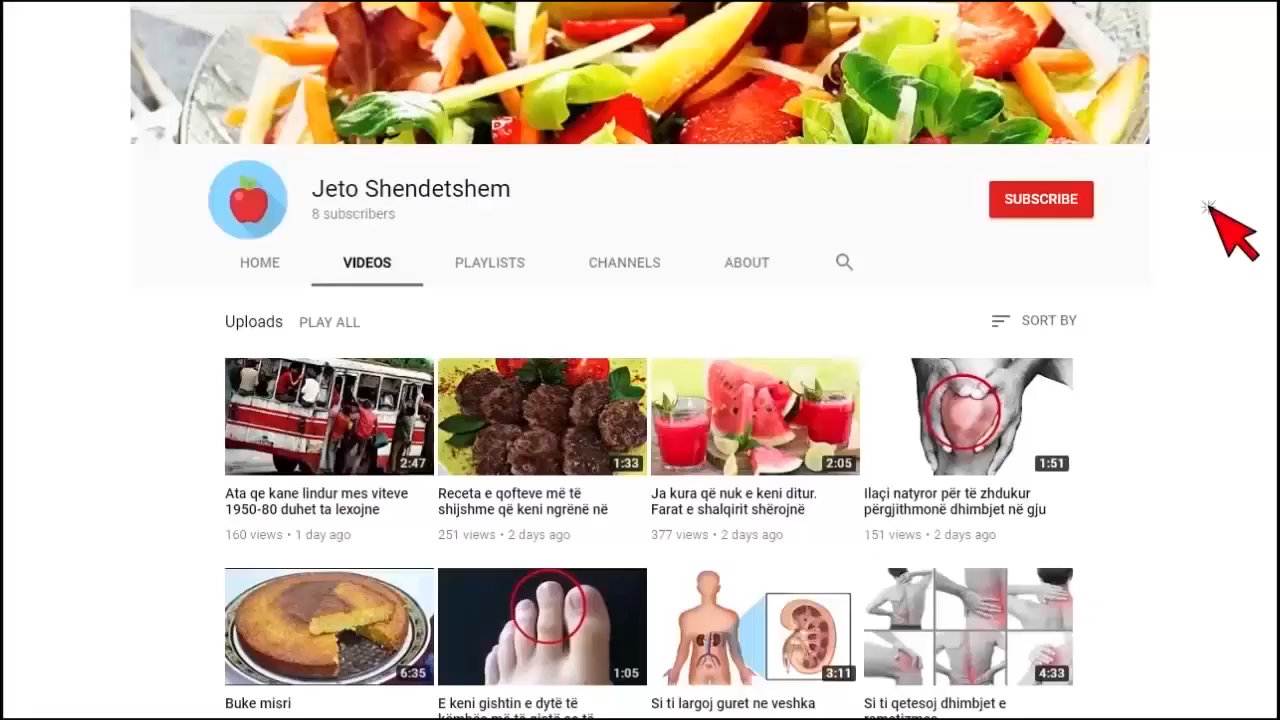 Jeto Shendetshem
8 subscribers
SUBSCRIBE
HOME VIDEOS PLAYLISTS CHANNELS ABOUT
Uploads PLAY ALL SORT BY
2:47 1:33 2:05 1:51
Ata qe kane lindur mes viteve
1950-80 duhet ta lexojne
160 views • 1 day ago
Receta e qofteve më të
shijshme që keni ngrënë në
251 views • 2 days ago
Ja kura që nuk e keni ditur.
Farat e shalqirit shërojnë
377 views • 2 days ago
Ilaçi natyror për të zhdukur
përgjithmonë dhimbjet në gju
151 views • 2 days ago
6:35 1:05 3:11 4:33
Buke misri
E keni gishtin e dytë të
Si ti largoj guret ne veshka
Si ti qetesoj dhimbjet e